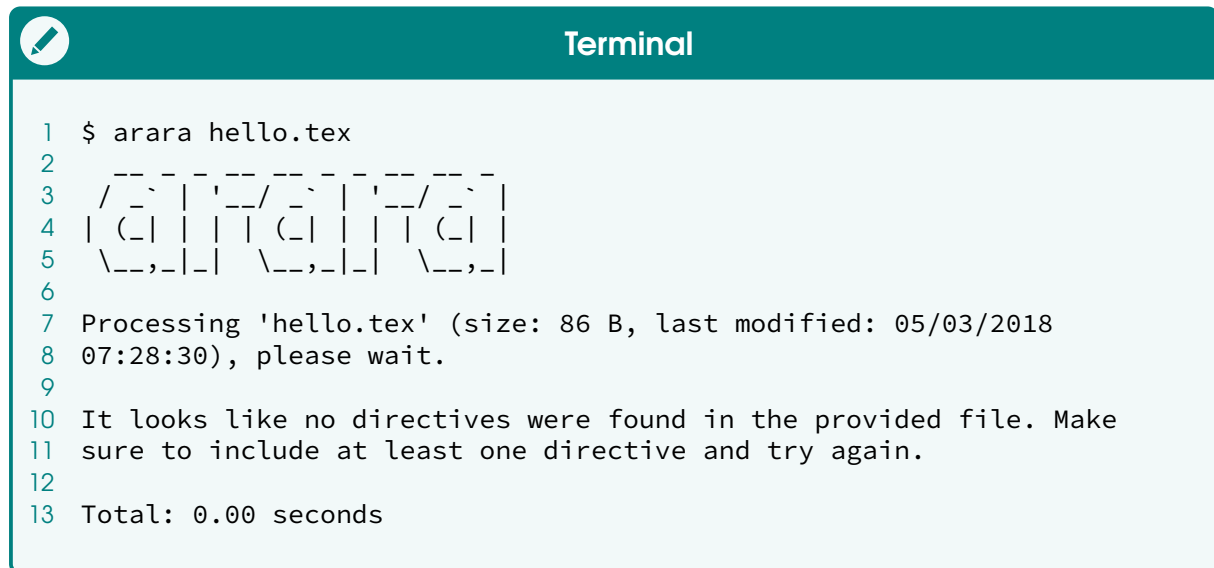 Terminal
1 $ arara hello.tex
2   __ _ _ __ __ _ _ __ __ _
3  / _` | '__/ _` | '__/ _` |
4 | (_| | | | (_| | | | (_| |
5  \__,_|_|  \__,_|_|  \__,_|
6
7 Processing 'hello.tex' (size: 86 B, last modified: 05/03/2018
8 07:28:30), please wait.
9
10 It looks like no directives were found in the provided file. Make
11 sure to include at least one directive and try again.
12
13 Total: 0.00 seconds